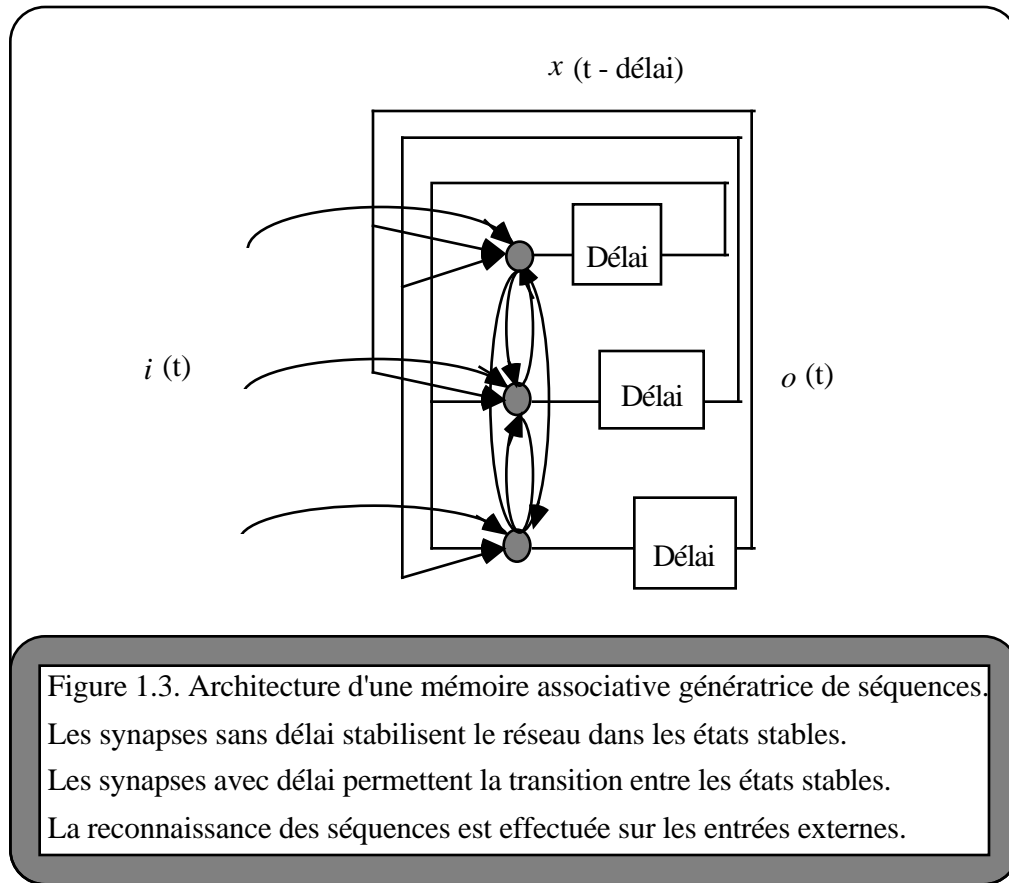 x (t - délai)
Délai
i (t)
Délai
o (t)
Délai
Figure 1.3. Architecture d'une mémoire associative génératrice de séquences.
Les synapses sans délai stabilisent le réseau dans les états stables.
Les synapses avec délai permettent la transition entre les états stables.
La reconnaissance des séquences est effectuée sur les entrées externes.